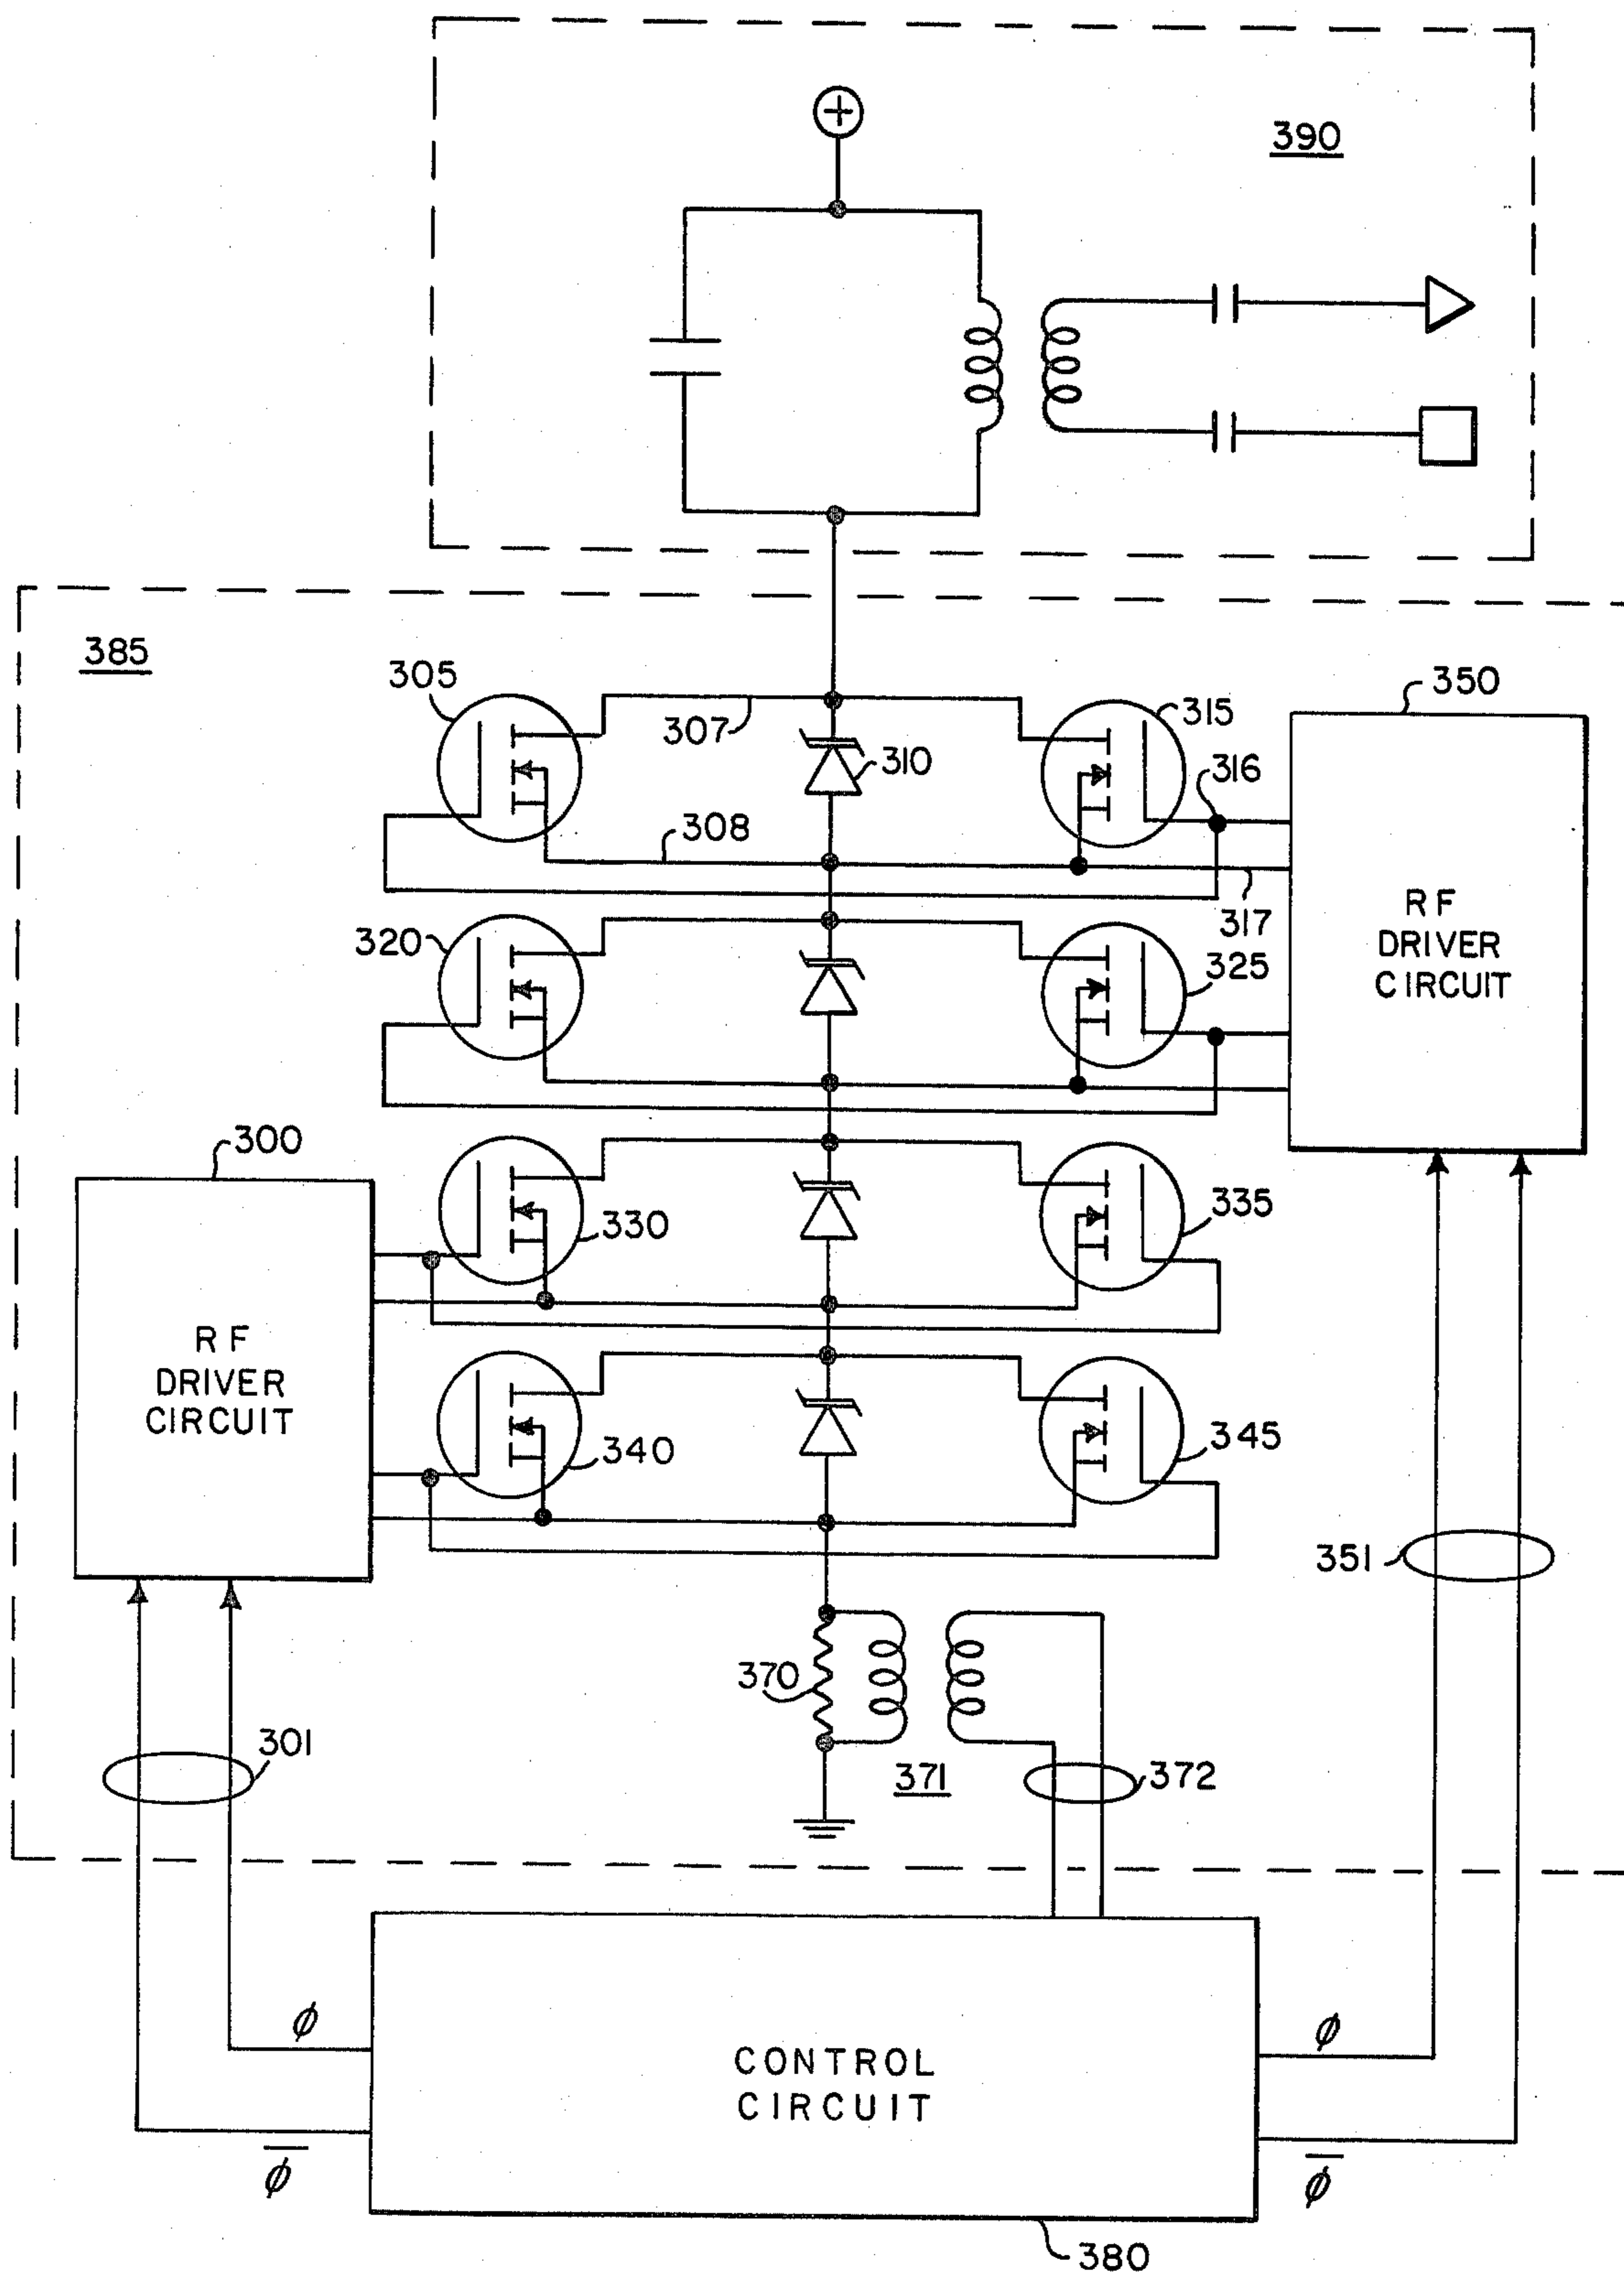 +
390
385
305
307
310
315
350
316
308
317
320
325
RF
DRIVER
CIRCUIT
300
330
335
RF
DRIVER
CIRCUIT
340
345
351
370
301
371
372
φ
φ
CONTROL
CIRCUIT
φ̅
φ̅
380